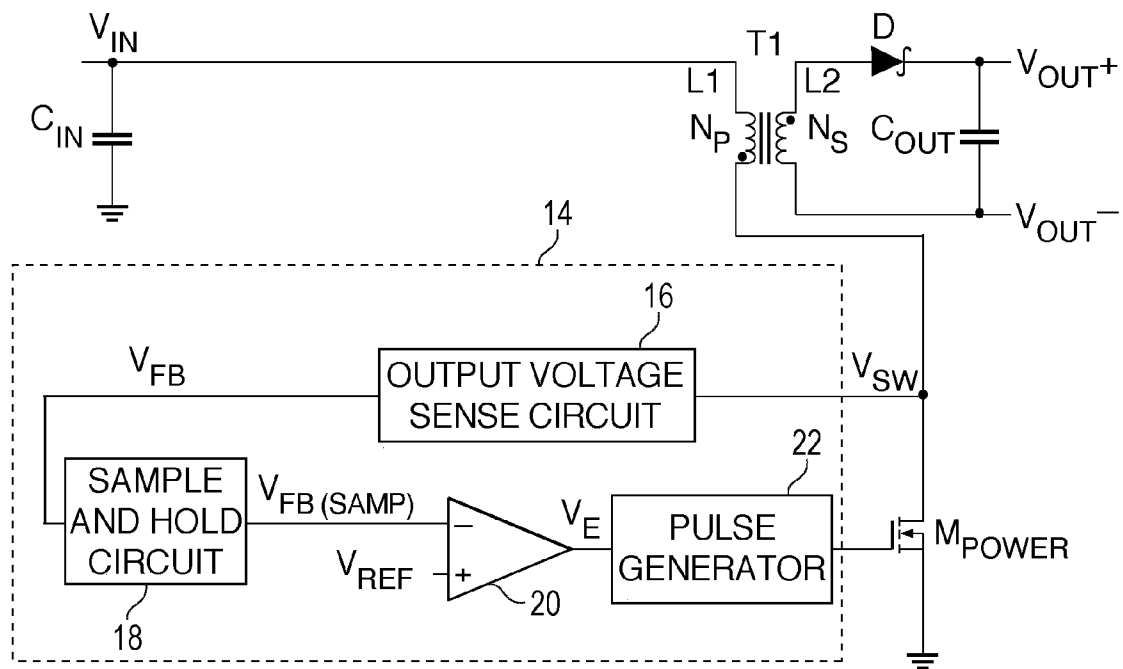 V_IN
T1
D
L1
L2
V_OUT+
C_IN
N_P
N_S
C_OUT
V_OUT−
14
16
V_FB
OUTPUT VOLTAGE
SENSE CIRCUIT
V_SW
22
SAMPLE
AND HOLD
CIRCUIT
V_FB (SAMP)
−
V_E
PULSE
GENERATOR
M_POWER
V_REF
+
20
18